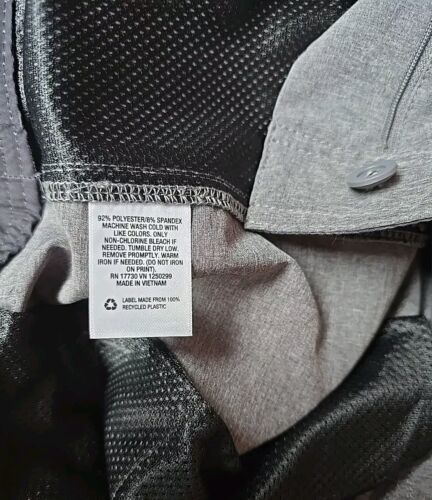 92% POLYESTER/8% SPANDEX
MACHINE WASH COLD WITH
LIKE COLORS. ONLY
NON-CHLORINE BLEACH IF
NEEDED. TUMBLE DRY LOW.
REMOVE PROMPTLY. WARM
IRON IF NEEDED. (DO NOT IRON
ON PRINT).
RN 17730 VN 1250299
MADE IN VIETNAM
LABEL MADE FROM 100%
RECYCLED PLASTIC